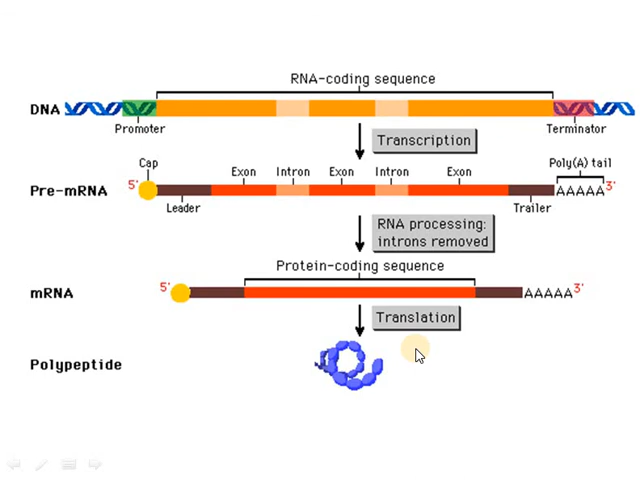 RNA-coding sequence
DNA
Promoter
Terminator
Transcription
Cap
Exon
Intron
Exon
Intron
Exon
Poly(A) tail
Pre-mRNA
5'
AAAAA
3'
Leader
Trailer
RNA processing:
introns removed
Protein-coding sequence
mRNA
5'
AAAAA
3'
Translation
Polypeptide